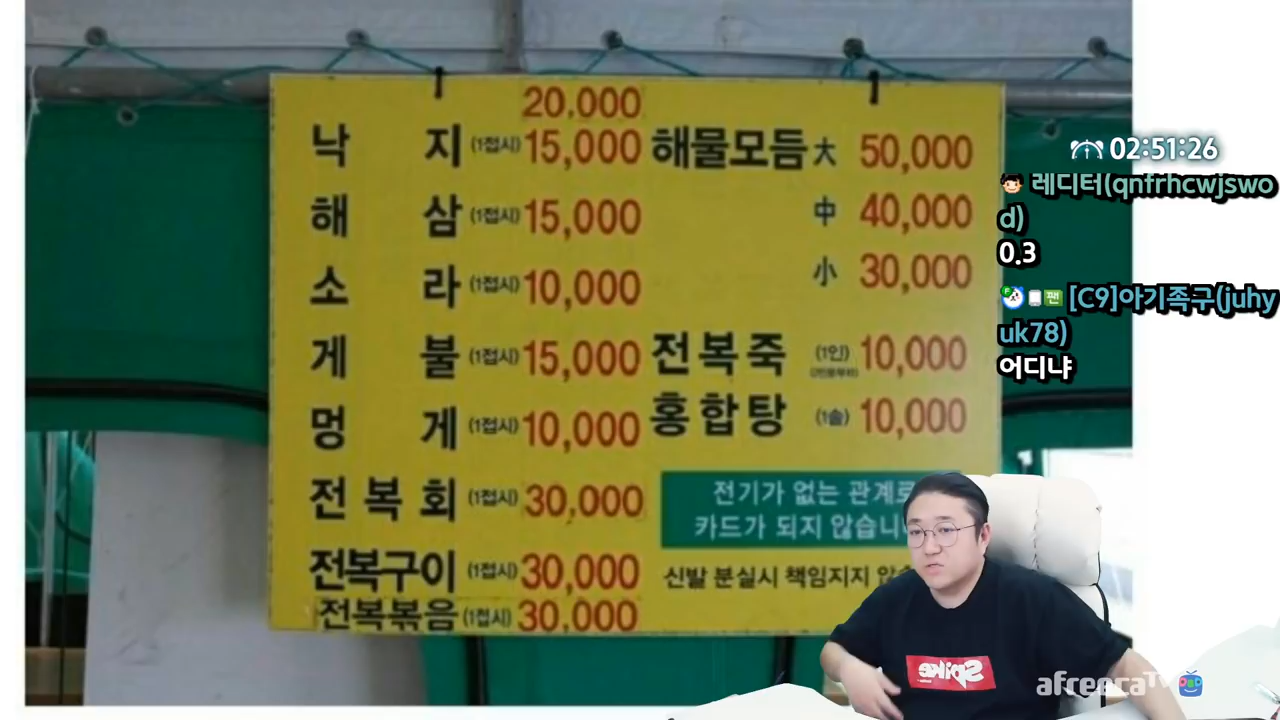 20,000
낙 지 (1접시) 15,000
해 삼 (1접시) 15,000
소 라 (1접시) 10,000
게 불 (1접시) 15,000
멍 게 (1접시) 10,000
전 복 회 (1접시) 30,000
전복구이 (1접시) 30,000
전복볶음 (1접시) 30,000
해물모듬 大 50,000
中 40,000
小 30,000
전복죽 (1인) 10,000
홍합탕 (1솥) 10,000
전기가 없는 관계로
카드가 되지 않습니
신발 분실시 책임지지
02:51:26
레디터(qnfrhcwjswo
d)
0.3
팬 [C9]아기족구(juhy
uk78)
어디냐
Spike
afreecaTV